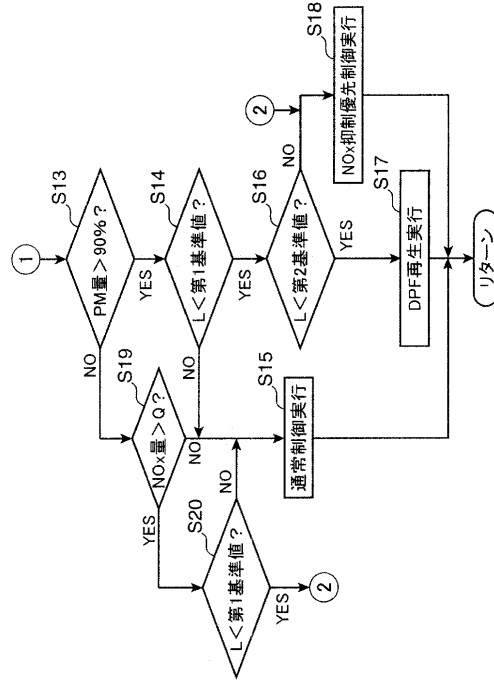 ①
S13
PM量＞90%？
NO
YES
S19
NOx量＞Q？
YES
NO
S14
L＜第1基準値？
NO
YES
S20
L＜第1基準値？
NO
YES
②
S16
L＜第2基準値？
NO
YES
②
S15
通常制御実行
S18
NOx抑制優先制御実行
S17
DPF再生実行
リターン